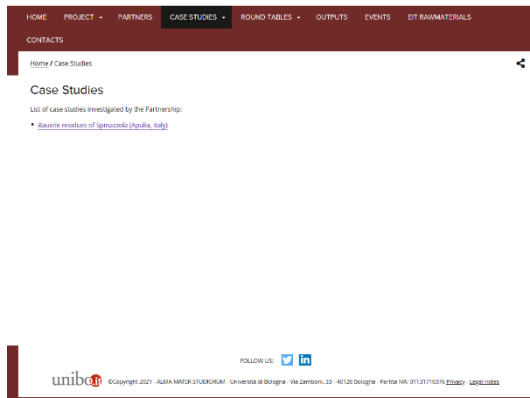 HOME PROJECT PARTNERS CASE STUDIES ROUND TABLES OUTPUTS EVENTS EIT RAWMATERIALS
CONTACTS
Home / Case Studies
Case Studies
List of case studies investigated by the Partnership:
Bauxite residues of Spinazzola (Apulia, Italy)
FOLLOW US:
unibo.it ©Copyright 2021 - ALMA MATER STUDIORUM - Università di Bologna - Via Zamboni, 33 - 40126 Bologna - Partita IVA: 01131710376 Privacy - Legal notes